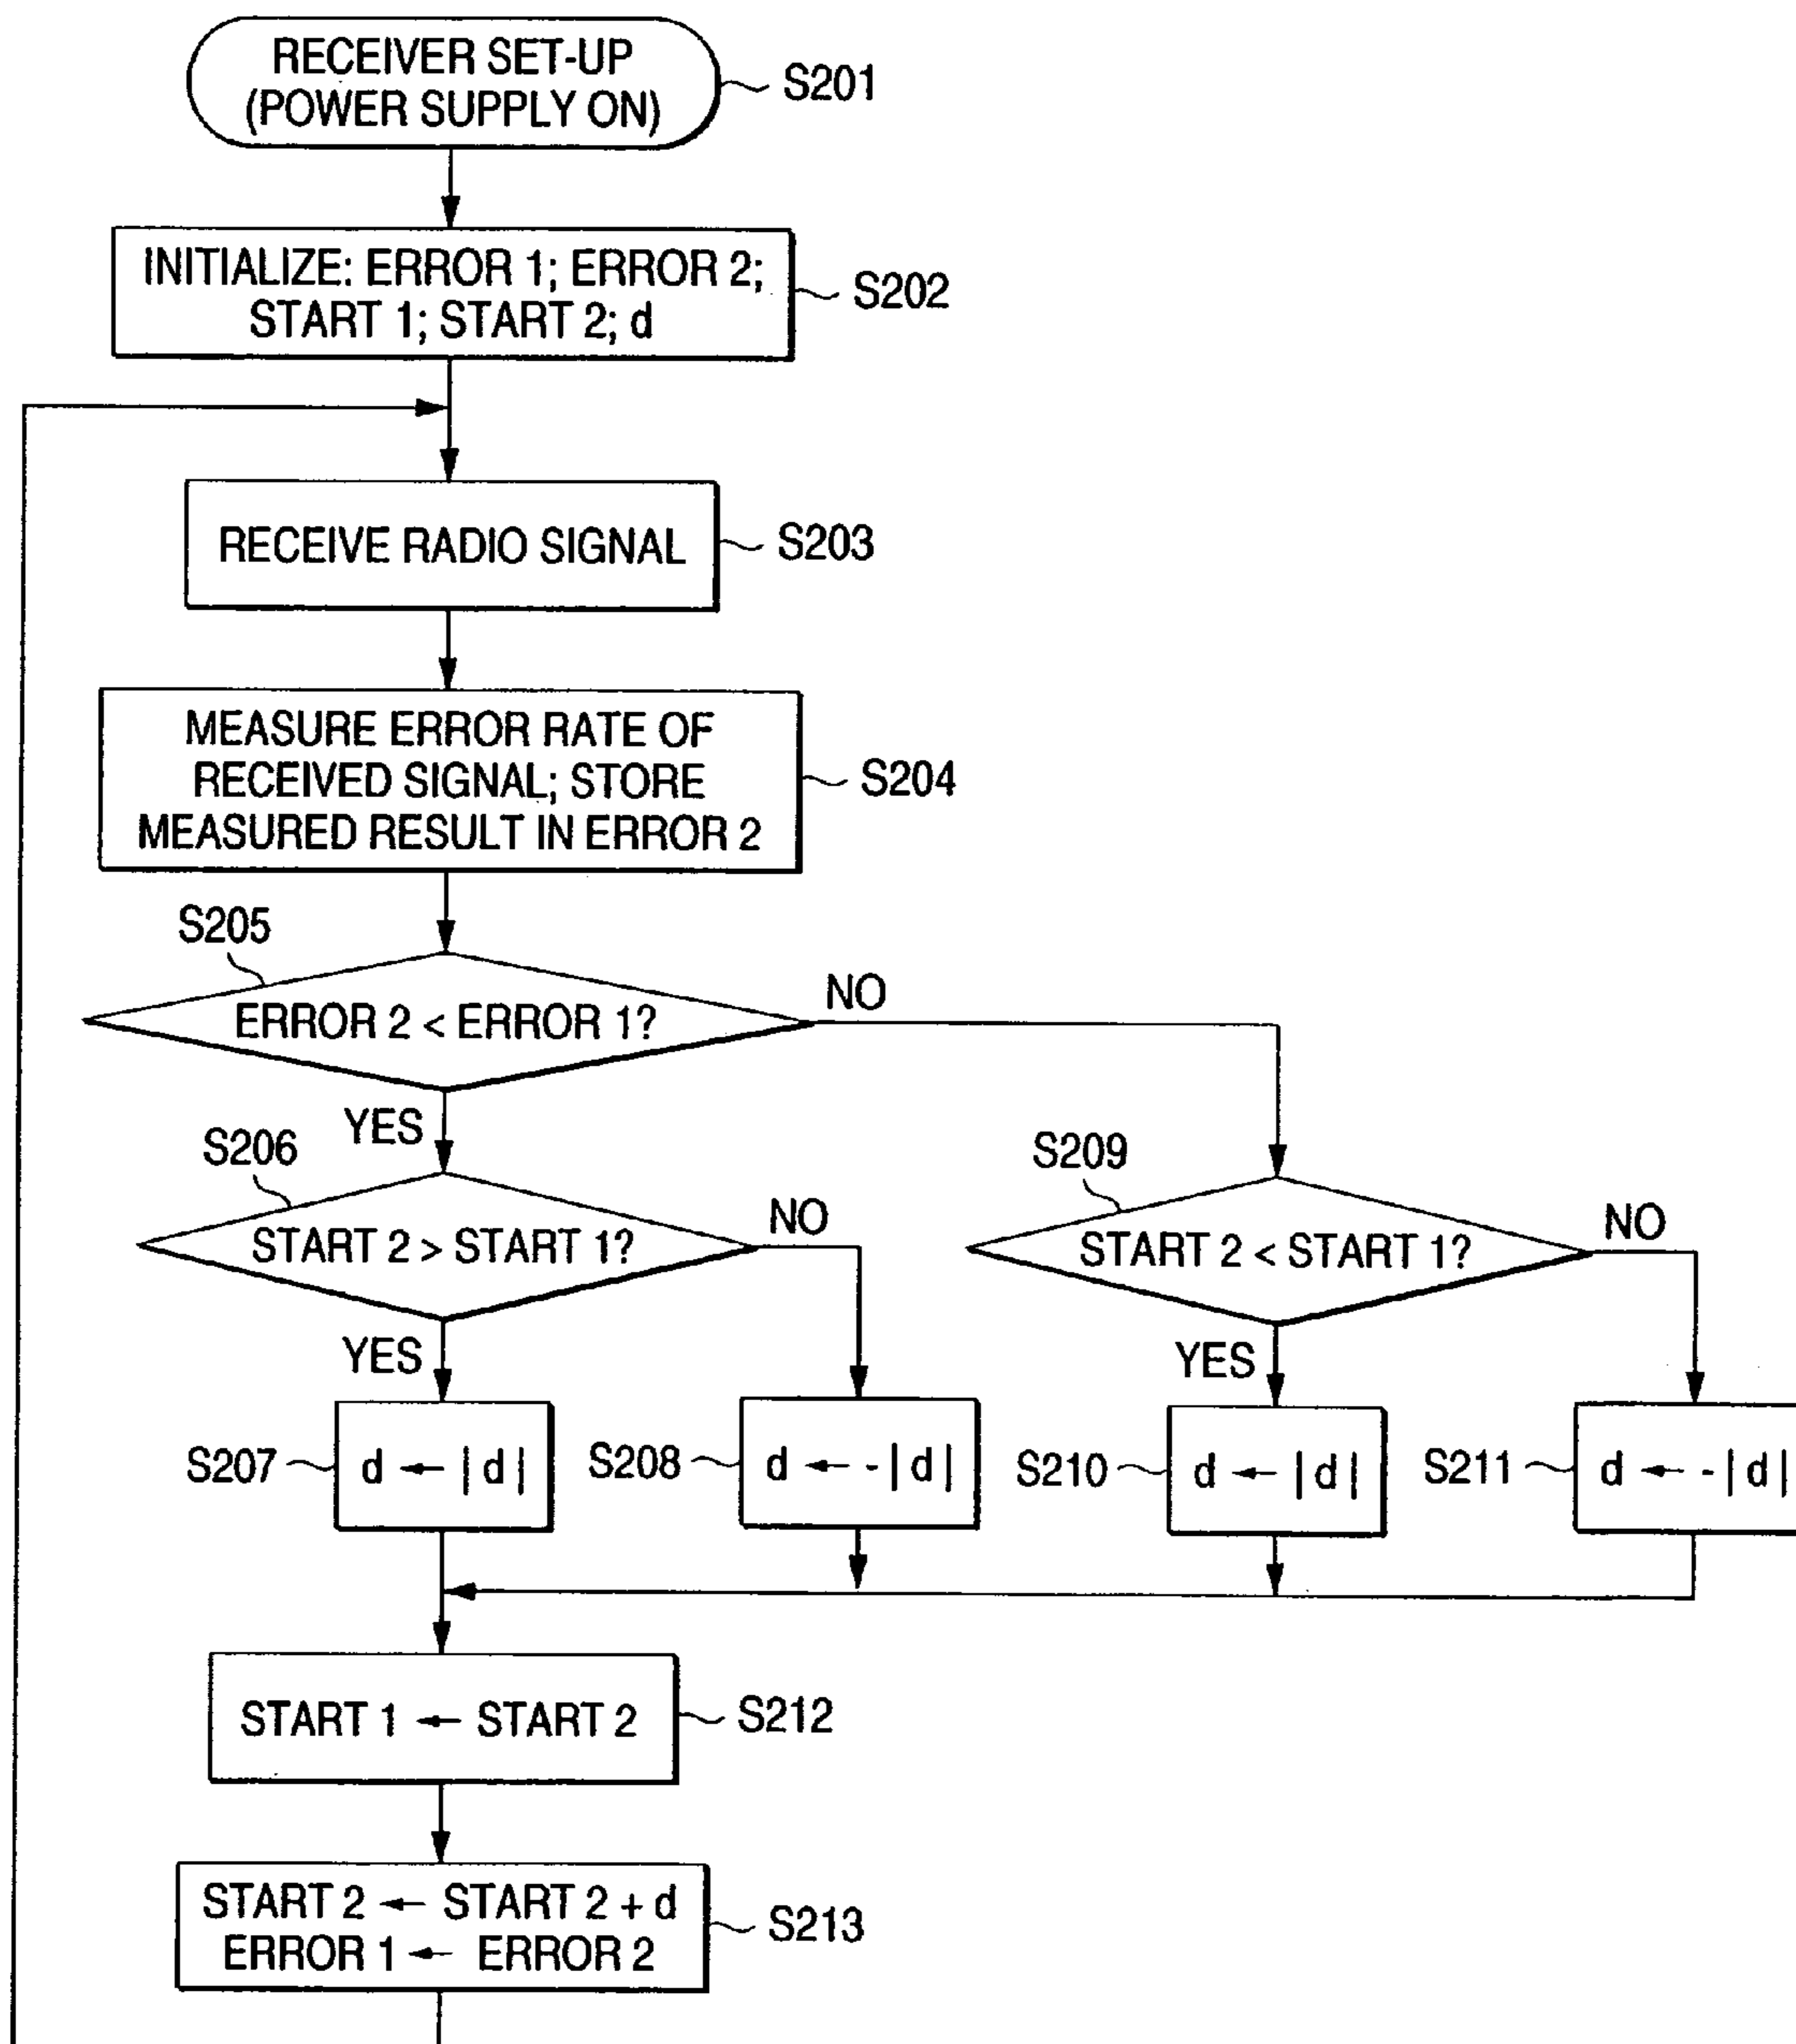 RECEIVER SET-UP
(POWER SUPPLY ON)
S201
INITIALIZE: ERROR 1; ERROR 2;
START 1; START 2; d
S202
RECEIVE RADIO SIGNAL
S203
MEASURE ERROR RATE OF
RECEIVED SIGNAL; STORE
MEASURED RESULT IN ERROR 2
S204
S205
ERROR 2 < ERROR 1?
NO
YES
S206
START 2 > START 1?
NO
YES
S209
START 2 < START 1?
NO
YES
S207
d ← |d|
S208
d ← -|d|
S210
d ← |d|
S211
d ← -|d|
START 1 ← START 2
S212
START 2 ← START 2 + d
ERROR 1 ← ERROR 2
S213